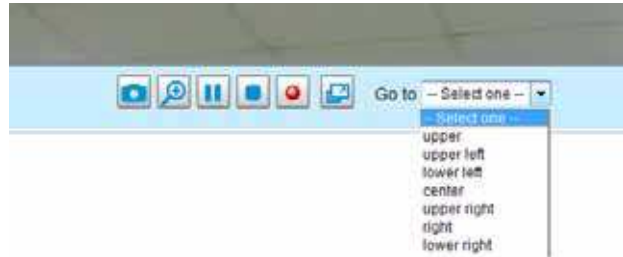 Go to -- Select one --
-- Select one --
upper
upper left
lower left
center
upper right
right
lower right